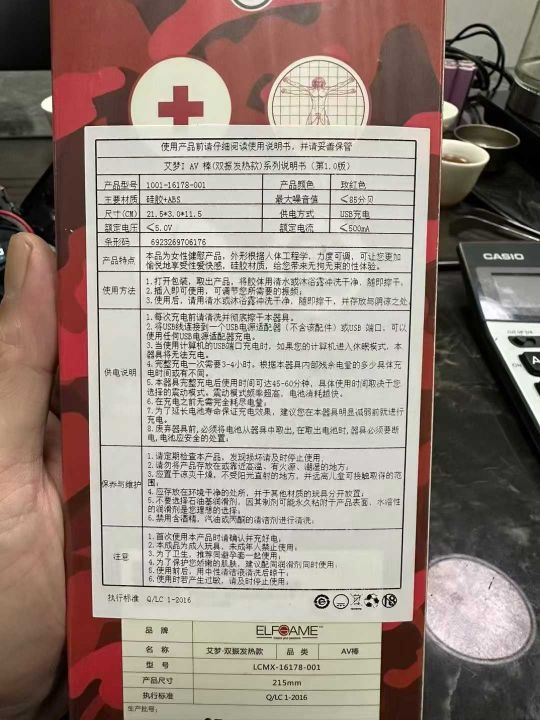 使用产品前请仔细阅读使用说明书，并请妥善保管
艾梦I AV 棒(双振发热款)系列说明书（第1.0版）
产品型号 1001-16178-001 产品颜色 玫红色
主要材质 硅胶+ABS 最大噪音值 ≤65分贝
尺寸(CM) 21.5*3.0*11.5 供电方式 USB充电
额定电压 ≤5.0V 额定电流 ≤500mA
条形码 6923269706176
产品特点
本品为女性健慰产品，外形根据人体工程学，力度可调，可让您更加
愉悦地享受性爱快感，硅胶材质，给您带来无拘无束的性体验。
使用方法
1.打开包装，取出产品，将胶体用清水或沐浴露冲洗干净，随即擦干；
2.插入即可使用，可调节您所需要的振频；
3.使用后，请用清水或沐浴露冲洗干净，随即擦干，并存放与阴凉之处
供电说明
1.每次充电前请清洗并彻底擦干本器具。
2.将USB线连接到一个USB电源适配器（不含该配件）或USB 端口，可以
使用任何USB电源适配器充电。
3.当使用计算机的USB端口充电时，如果您的计算机进入休眠模式，本
器具将无法充电。
4.完整充电一次需要3-4小时。根据本器具内部残余电量的多少具体充
电时间或有不同。
5.本器具完整充电后使用时间可达45-60分钟，具体使用时间取决于您
选择的震动模式。震动模式频率超高，电池消耗越快。
6.在充电之前无需完全耗尽电量。
7.为了延长电池寿命保证充电效果，建议您在本器具明显减弱前就进行
充电。
8.废弃器具前,必须将电池从器具中取出,在取出电池时,器具必须要断
电,电池应安全的处置;
保养与维护
1.请定期检查本产品，发现损坏请及时停止使用；
2.请勿将产品存放在或靠近高温，有火源，潮湿的地方；
3.应置于凉爽干燥，不受阳光直射的地方，并远离儿童可接触取得的范
围；
4.应存放在环境干净的处所，并于其他材质的玩具分开放置；
5.不要选择石油基润滑剂，因其制剂可能永久粘附于产品表面，水溶性
的润滑剂是您理想的选择；
6.禁用含酒精，汽油或丙酮的清洁剂进行清洗；
注意
1.首次使用本产品时请确认并充好电；
2.本成品为成人玩具，未成年人禁止使用；
3.为了卫生，推荐同避孕套一起使用；
4.为了保护您娇嫩的肌肤，建议配同润滑剂同时使用；
5.使用前后，用中性清洁液清洗后晾干；
6.使用时若产生过敏，请及时停止使用；
执行标准 Q/LC 1-2016
品 牌 ELFOAME™
名 称 艾梦·双振发热款 品 类 AV棒
型 号 LCMX-16178-001
产品尺寸 215mm
执行标准 Q/LC 1-2016
生产批号:
CASIO